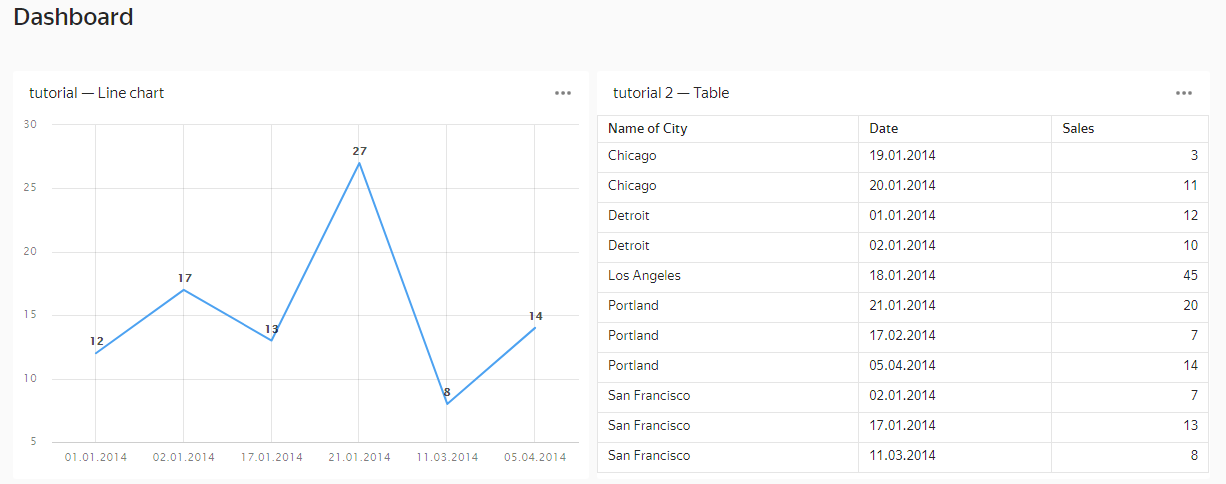 Dashboard
tutorial — Line chart
30
25
20
15
10
5
12
17
13
27
8
14
01.01.2014 02.01.2014 17.01.2014 21.01.2014 11.03.2014 05.04.2014
tutorial 2 — Table
Name of City Date Sales
Chicago 19.01.2014 3
Chicago 20.01.2014 11
Detroit 01.01.2014 12
Detroit 02.01.2014 10
Los Angeles 18.01.2014 45
Portland 21.01.2014 20
Portland 17.02.2014 7
Portland 05.04.2014 14
San Francisco 02.01.2014 7
San Francisco 17.01.2014 13
San Francisco 11.03.2014 8